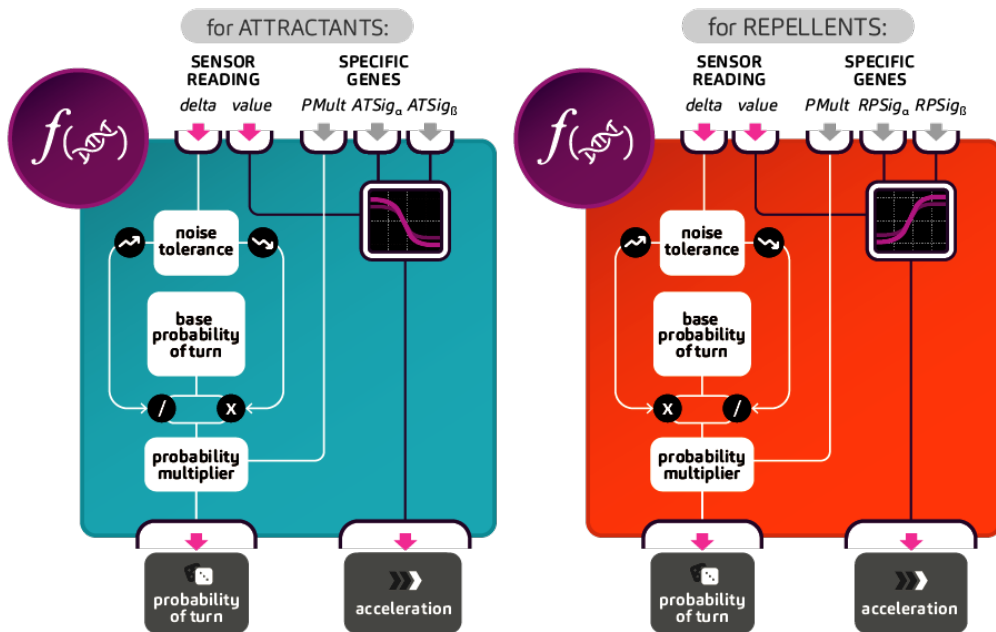 for ATTRACTANTS:
SENSOR
READING
SPECIFIC
GENES
delta value PMult ATSigα ATSigß
f( )
noise
tolerance
base
probability
of turn
/ x
probability
multiplier
probability
of turn
acceleration
for REPELLENTS:
SENSOR
READING
SPECIFIC
GENES
delta value PMult RPSigα RPSigß
f( )
noise
tolerance
base
probability
of turn
x /
probability
multiplier
probability
of turn
acceleration